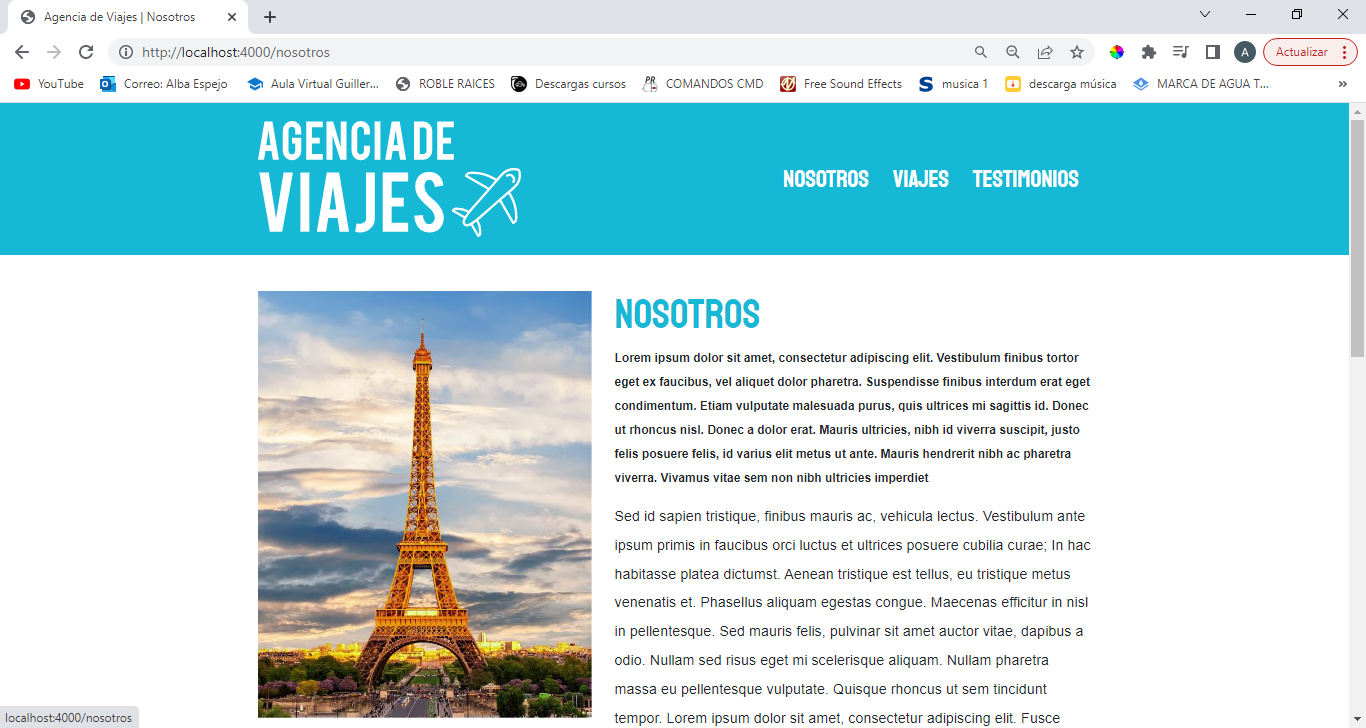 Agencia de Viajes | Nosotros
http://localhost:4000/nosotros
A
Actualizar
YouTube
Correo: Alba Espejo
Aula Virtual Guiller...
ROBLE RAICES
Descargas cursos
PR
COMANDOS CMD
Free Sound Effects
S
musica 1
descarga música
MARCA DE AGUA T...
»
AGENCIA DE
VIAJES
NOSOTROS VIAJES TESTIMONIOS
NOSOTROS
Lorem ipsum dolor sit amet, consectetur adipiscing elit. Vestibulum finibus tortor
eget ex faucibus, vel aliquet dolor pharetra. Suspendisse finibus interdum erat eget
condimentum. Etiam vulputate malesuada purus, quis ultrices mi sagittis id. Donec
ut rhoncus nisl. Donec a dolor erat. Mauris ultricies, nibh id viverra suscipit, justo
felis posuere felis, id varius elit metus ut ante. Mauris hendrerit nibh ac pharetra
viverra. Vivamus vitae sem non nibh ultricies imperdiet
Sed id sapien tristique, finibus mauris ac, vehicula lectus. Vestibulum ante
ipsum primis in faucibus orci luctus et ultrices posuere cubilia curae; In hac
habitasse platea dictumst. Aenean tristique est tellus, eu tristique metus
venenatis et. Phasellus aliquam egestas congue. Maecenas efficitur in nisl
in pellentesque. Sed mauris felis, pulvinar sit amet auctor vitae, dapibus a
odio. Nullam sed risus eget mi scelerisque aliquam. Nullam pharetra
massa eu pellentesque vulputate. Quisque rhoncus ut sem tincidunt
tempor. Lorem ipsum dolor sit amet, consectetur adipiscing elit. Fusce
localhost:4000/nosotros